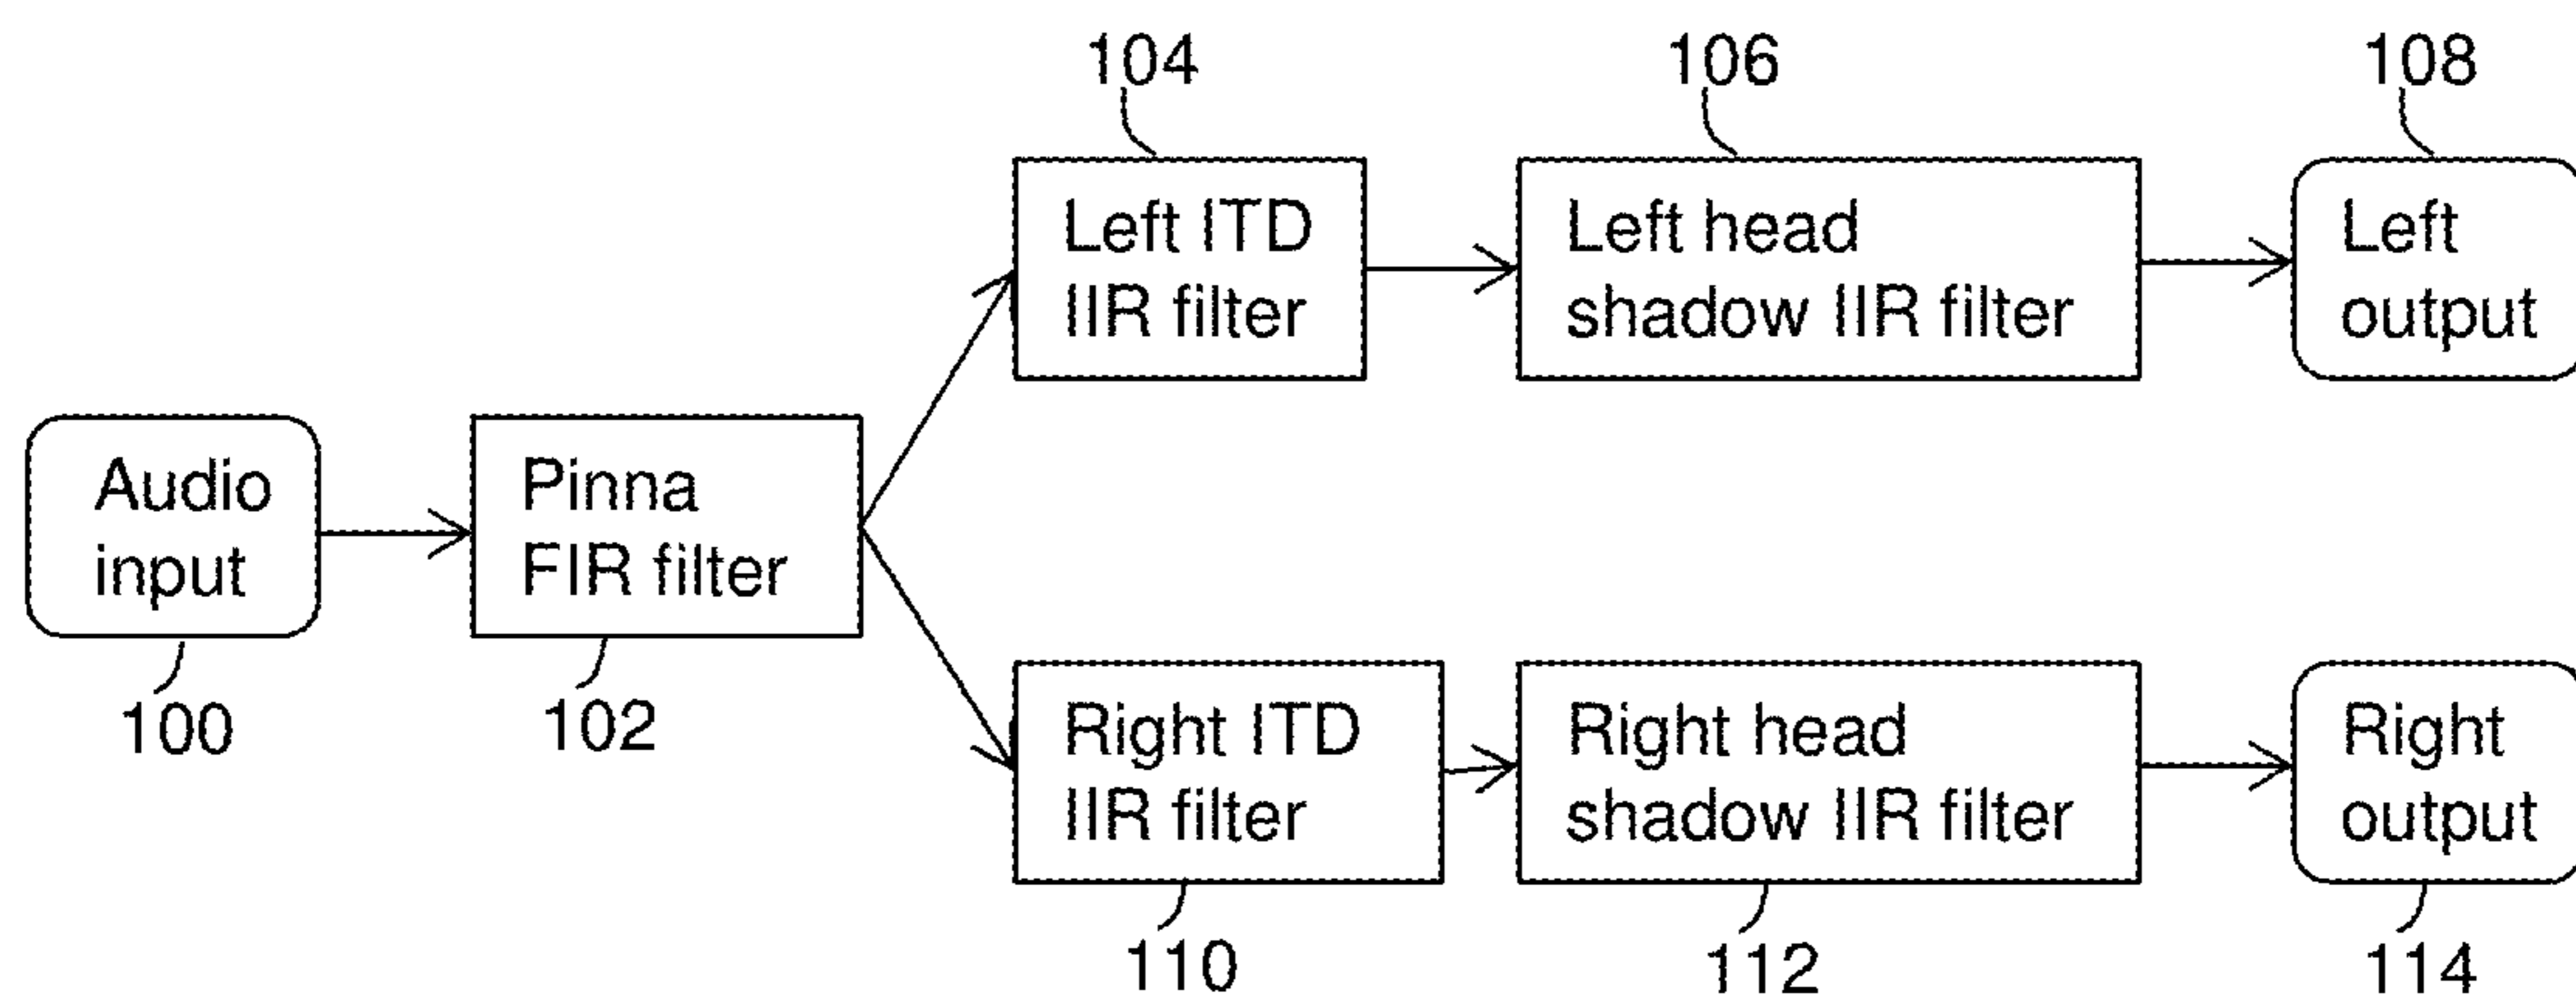 104
106
108
Left ITD
IIR filter
Left head
shadow IIR filter
Left
output
Audio
input
Pinna
FIR filter
100
102
Right ITD
IIR filter
Right head
shadow IIR filter
Right
output
110
112
114